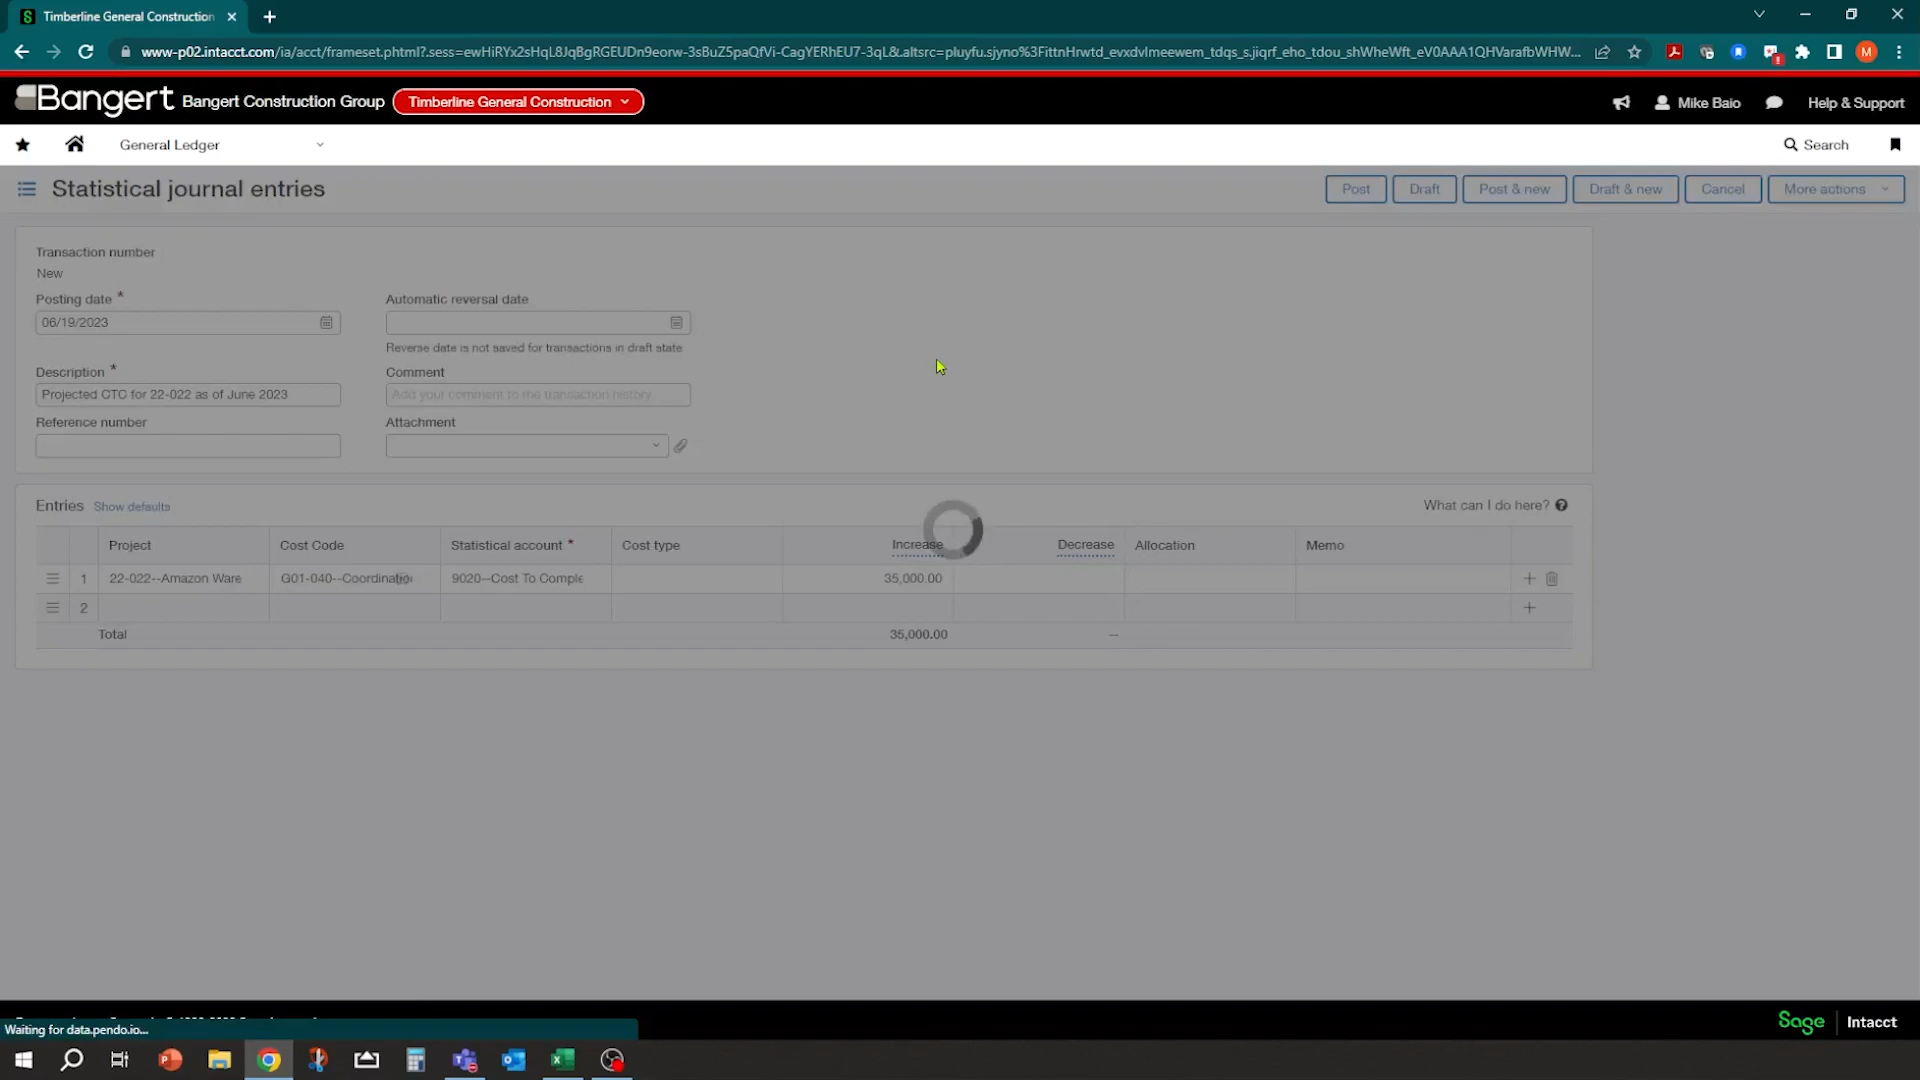 Timberline General Construction
www-p02.intacct.com/ia/acct/frameset.phtml?.sess=ewHiRYx2sHqL8JqBgRGEUDn9eorw-3sBuZ5paQfVi-CagYERhEU7-3qL&.altsrc=pluyfu.sjyno%3FittnHrwtd_evxdvlmeewem_tdqs_s.jiqrf_eho_tdou_shWheWft_eV0AAA1QHVarafbWHW...
M
Bangert Bangert Construction Group Timberline General Construction
Mike Baio Help & Support
General Ledger
Search
Statistical journal entries
Post Draft Post & new Draft & new Cancel More actions
Transaction number
New
Posting date * Automatic reversal date
06/19/2023
Reverse date is not saved for transactions in draft state
Description * Comment
Projected CTC for 22-022 as of June 2023 Add your comment to the transaction history
Reference number Attachment
Entries Show defaults What can I do here?
Project Cost Code Statistical account * Cost type Increase Decrease Allocation Memo
1 22-022--Amazon Ware G01-040--Coordination 9020--Cost To Comple 35,000.00
2
Total 35,000.00 --
Waiting for data.pendo.io...
Sage Intacct